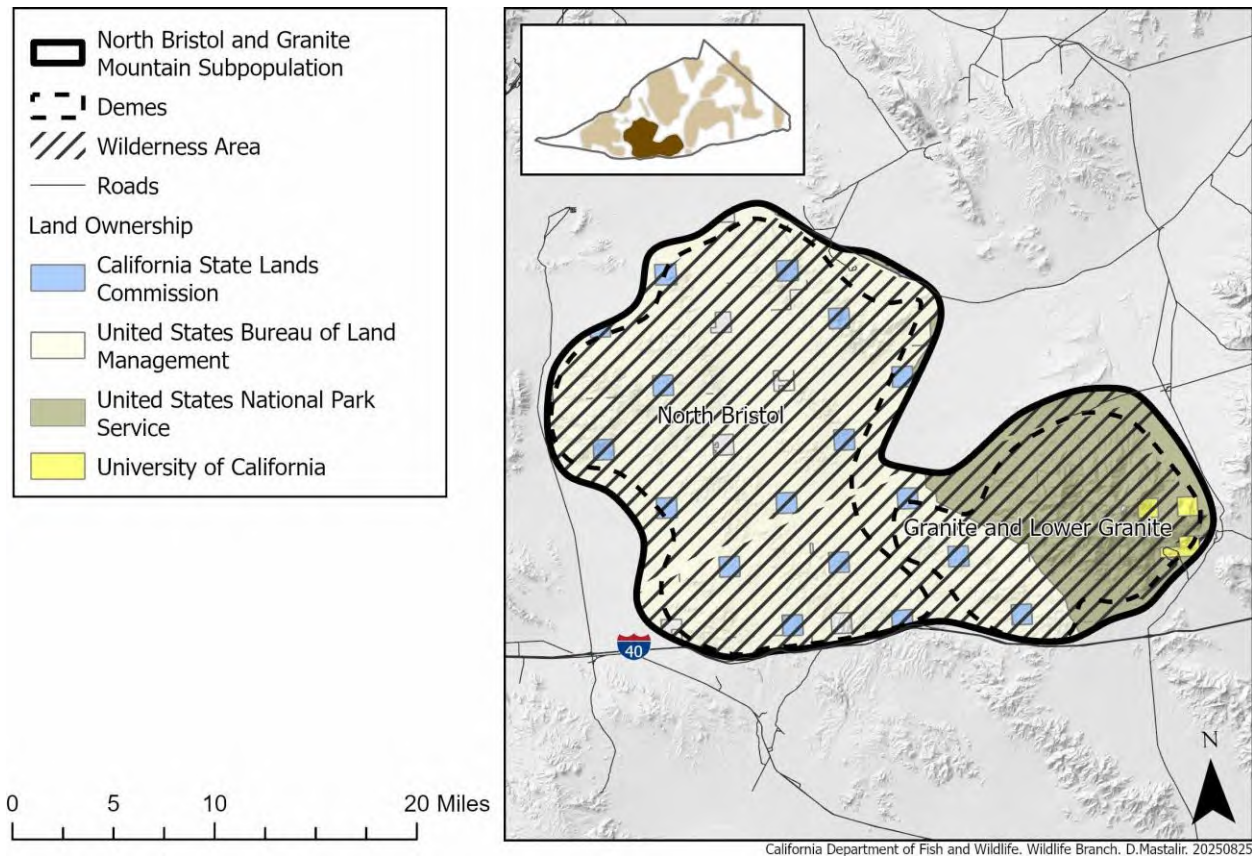 North Bristol and Granite
Mountain Subpopulation
Demes
Wilderness Area
Roads
Land Ownership
California State Lands
Commission
United States Bureau of Land
Management
United States National Park
Service
University of California
0 5 10 20 Miles
North Bristol
Granite and Lower Granite
40
N
California Department of Fish and Wildlife. Wildlife Branch. D.Mastalir. 20250825